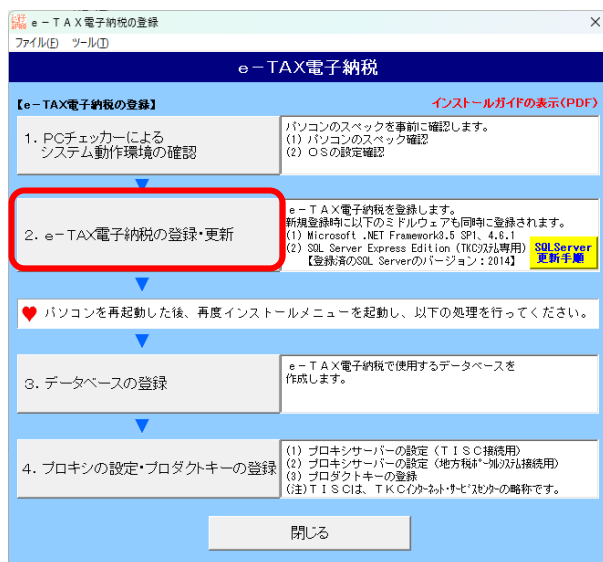 e－TAX電子納税の登録
ファイル(F) ツール(T)
e－TAX電子納税
【e－TAX電子納税の登録】
インストールガイドの表示(PDF)
1. PCチェッカーによる
システム動作環境の確認
パソコンのスペックを事前に確認します。
(1) パソコンのスペック確認
(2) ＯＳの設定確認
2. e－TAX電子納税の登録・更新
e－ＴＡＸ電子納税を登録します。
新規登録時に以下のミドルウェアも同時に登録されます。
(1) Microsoft .NET Framework3.5 SP1、4.6.1
(2) SQL Server Express Edition (TKCｼｽﾃﾑ専用)
【登録済のSQL Serverのバージョン：2014】
SQLServer
更新手順
♥ パソコンを再起動した後、再度インストールメニューを起動し、以下の処理を行ってください。
3. データベースの登録
e－ＴＡＸ電子納税で使用するデータベースを
作成します。
4. プロキシの設定・プロダクトキーの登録
(1) プロキシサーバーの設定（ＴＩＳＣ接続用）
(2) プロキシサーバーの設定（地方税ﾎﾟｰﾀﾙｼｽﾃﾑ接続用）
(3) プロダクトキーの登録
(注)ＴＩＳＣは、ＴＫＣｲﾝﾀｰﾈｯﾄ・ｻｰﾋﾞｽｾﾝﾀｰの略称です。
閉じる